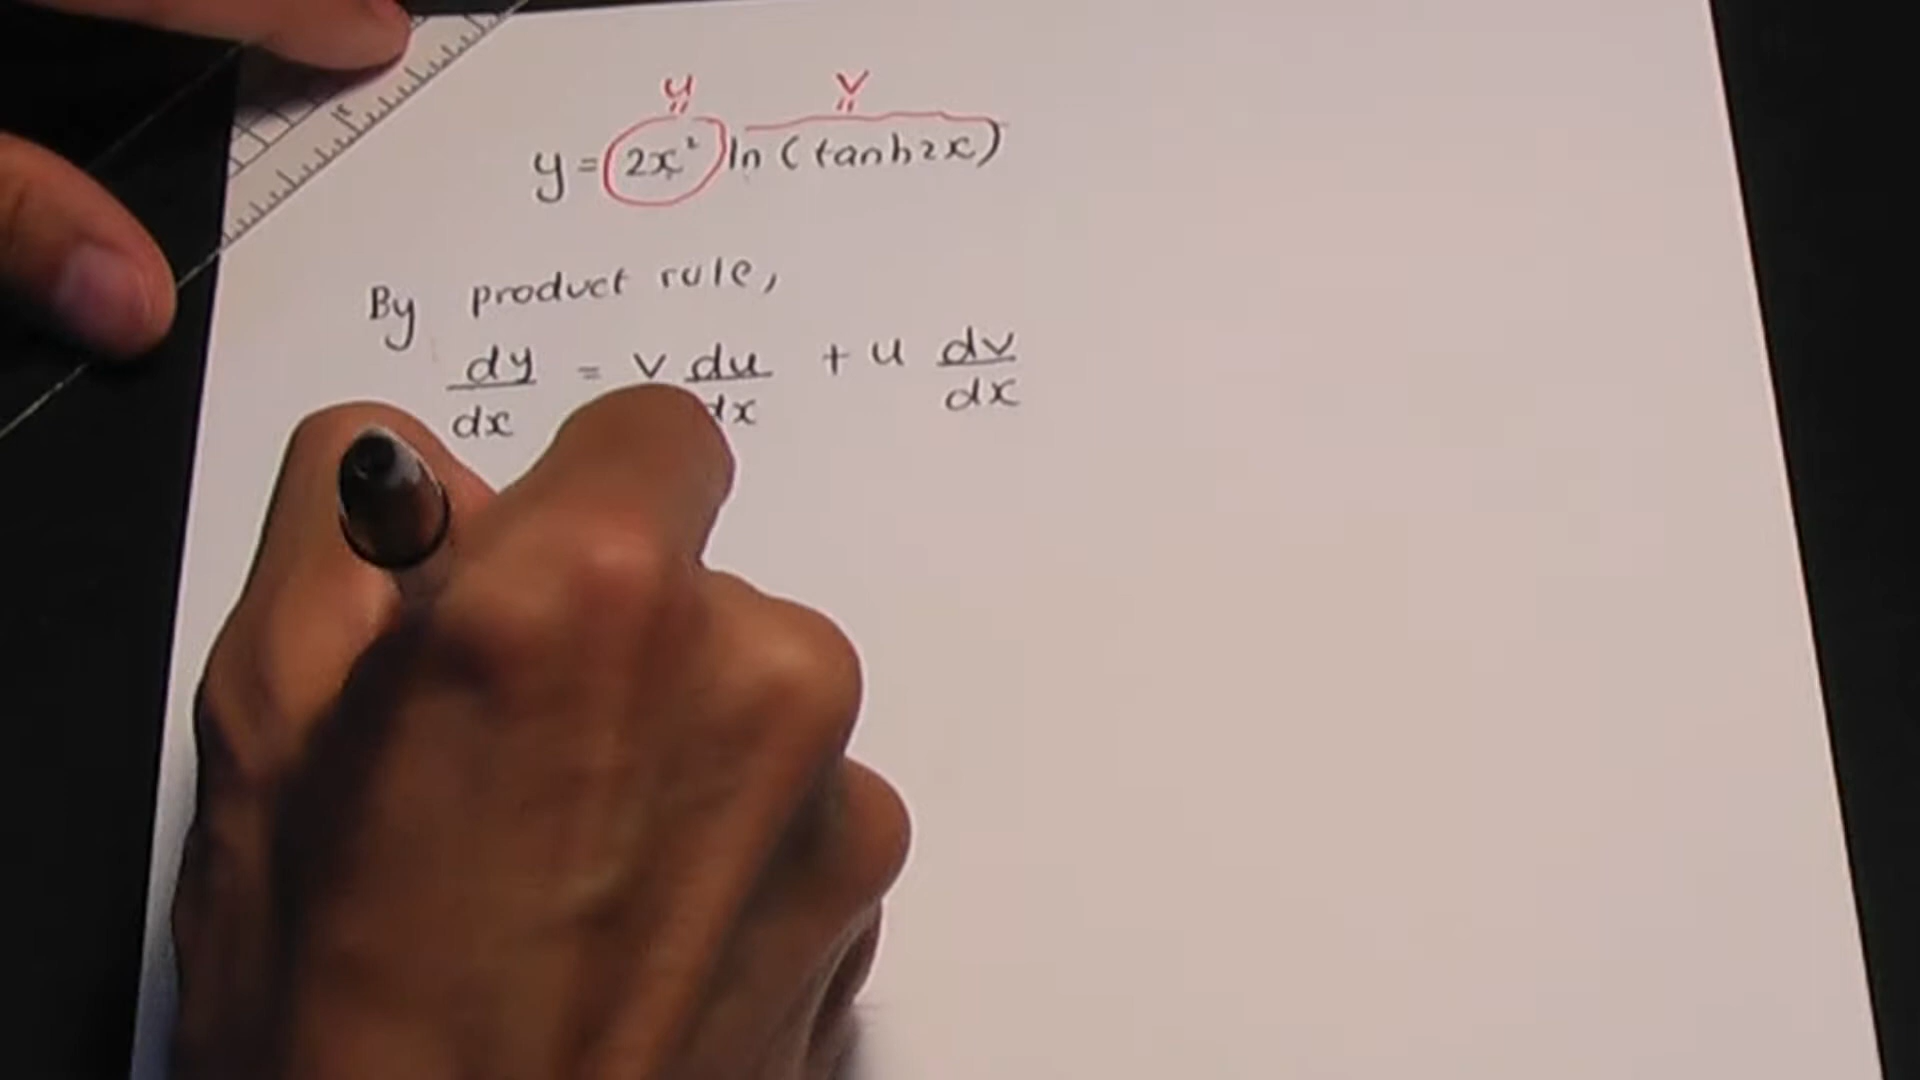 u v
y = 2x² ln (tanh2x)
By product rule,
dy/dx = v du/dx + u dv/dx